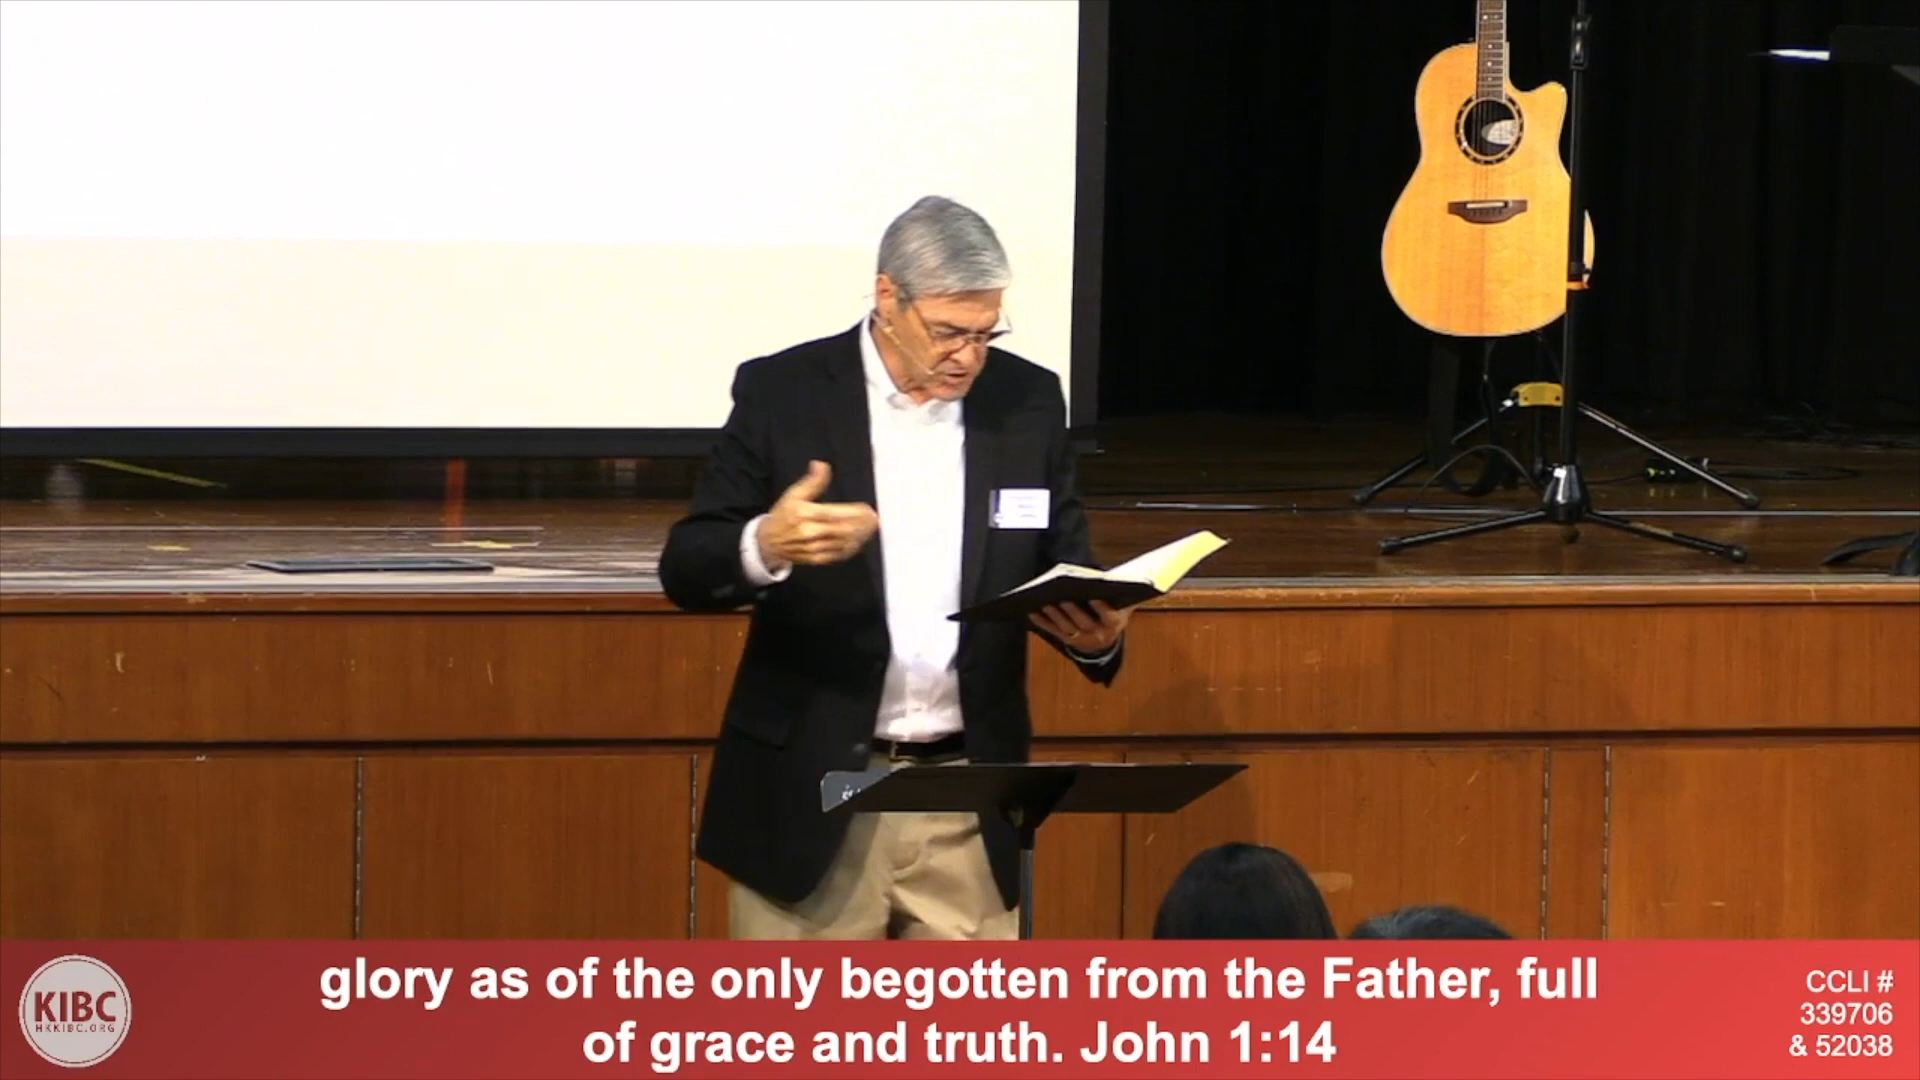 glory as of the only begotten from the Father, full
of grace and truth. John 1:14
KIBC
HKKIBC.ORG
CCLI #
339706
& 52038